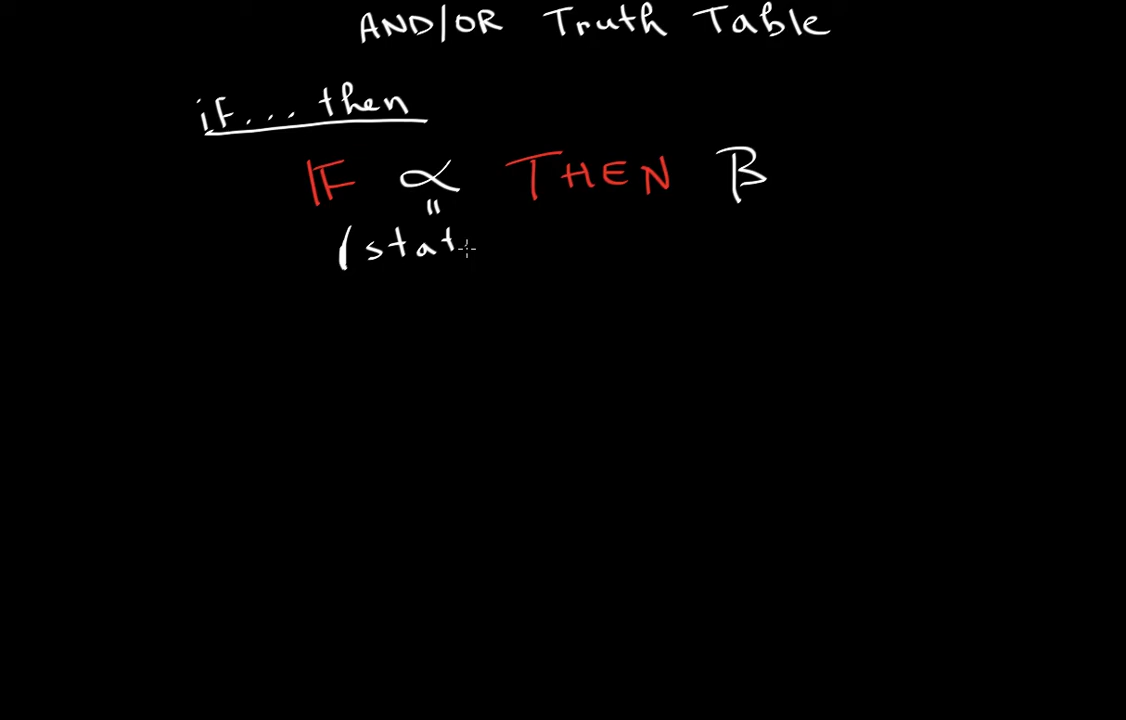 AND/OR Truth Table
if... then
IF α THEN β
"
(stat